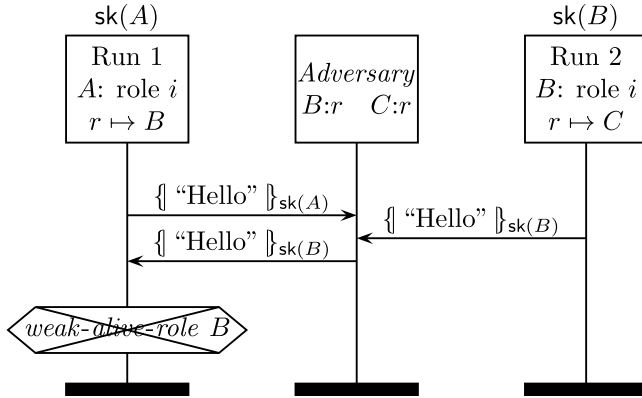 sk(A)
sk(B)
Run 1
A: role i
r ↦ B
Adversary
B:r C:r
Run 2
B: role i
r ↦ C
{| “Hello” |}sk(A)
{| “Hello” |}sk(B)
{| “Hello” |}sk(B)
weak-alive-role B